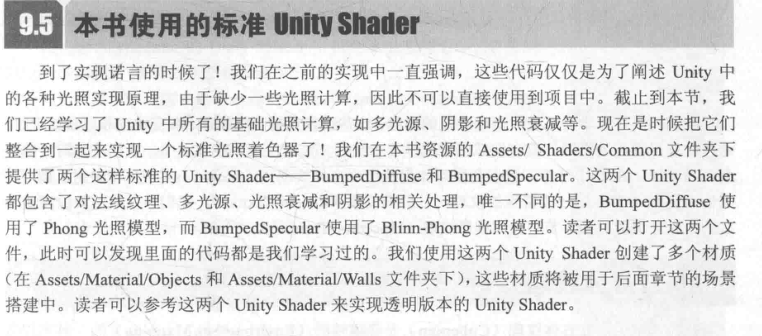 9.5 本书使用的标准 Unity Shader
到了实现诺言的时候了！我们在之前的实现中一直强调，这些代码仅仅是为了阐述 Unity 中
的各种光照实现原理，由于缺少一些光照计算，因此不可以直接使用到项目中。截止到本节，我
们已经学习了 Unity 中所有的基础光照计算，如多光源、阴影和光照衰减等。现在是时候把它们
整合到一起来实现一个标准光照着色器了！我们在本书资源的 Assets/ Shaders/Common 文件夹下
提供了两个这样标准的 Unity Shader——BumpedDiffuse 和 BumpedSpecular。这两个 Unity Shader
都包含了对法线纹理、多光源、光照衰减和阴影的相关处理，唯一不同的是，BumpedDiffuse 使
用了 Phong 光照模型，而 BumpedSpecular 使用了 Blinn-Phong 光照模型。读者可以打开这两个文
件，此时可以发现里面的代码都是我们学习过的。我们使用这两个 Unity Shader 创建了多个材质
（在 Assets/Material/Objects 和 Assets/Material/Walls 文件夹下），这些材质将被用于后面章节的场景
搭建中。读者可以参考这两个 Unity Shader 来实现透明版本的 Unity Shader。